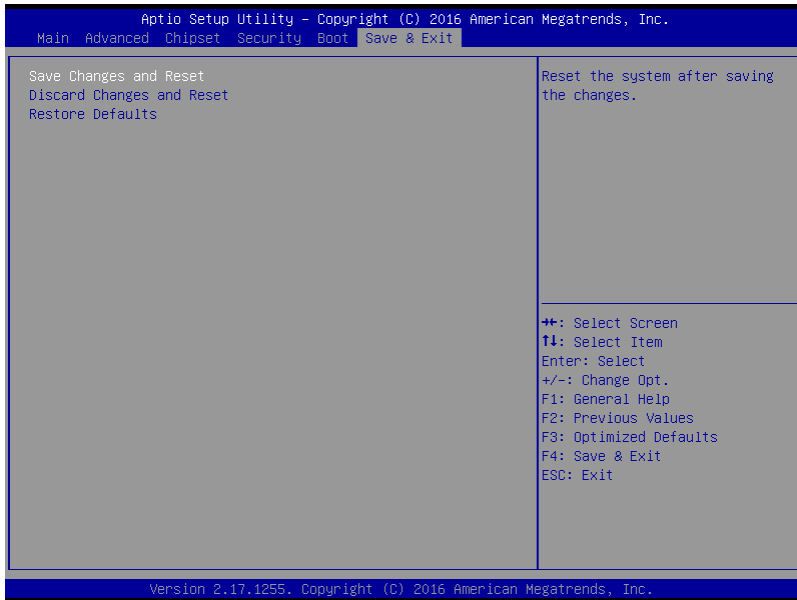 Aptio Setup Utility – Copyright (C) 2016 American Megatrends, Inc.
Main Advanced Chipset Security Boot Save & Exit
Save Changes and Reset
Discard Changes and Reset
Restore Defaults
Reset the system after saving
the changes.
→←: Select Screen
↑↓: Select Item
Enter: Select
+/-: Change Opt.
F1: General Help
F2: Previous Values
F3: Optimized Defaults
F4: Save & Exit
ESC: Exit
Version 2.17.1255. Copyright (C) 2016 American Megatrends, Inc.